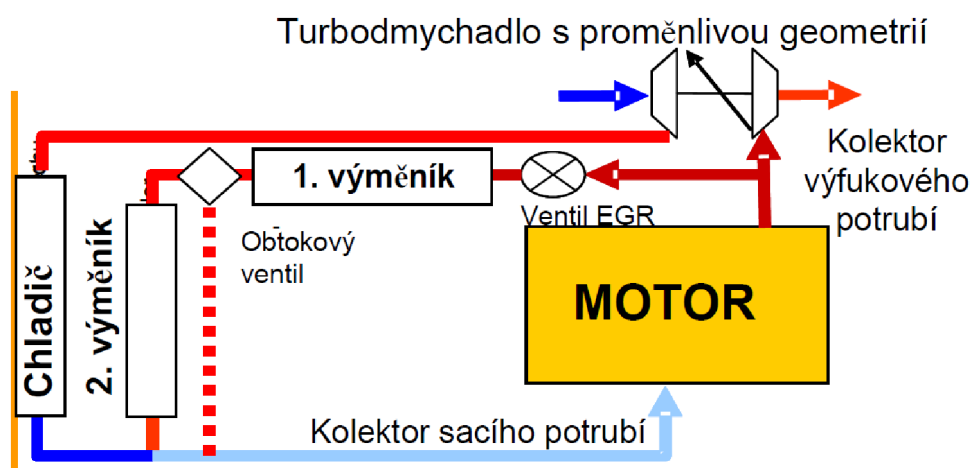 Turbodmychadlo s proměnlivou geometrií
Kolektor
výfukového
potrubí
1. výměník
Ventil EGR
Obtokový
ventil
MOTOR
Chladič
2. výměník
Kolektor sacího potrubí